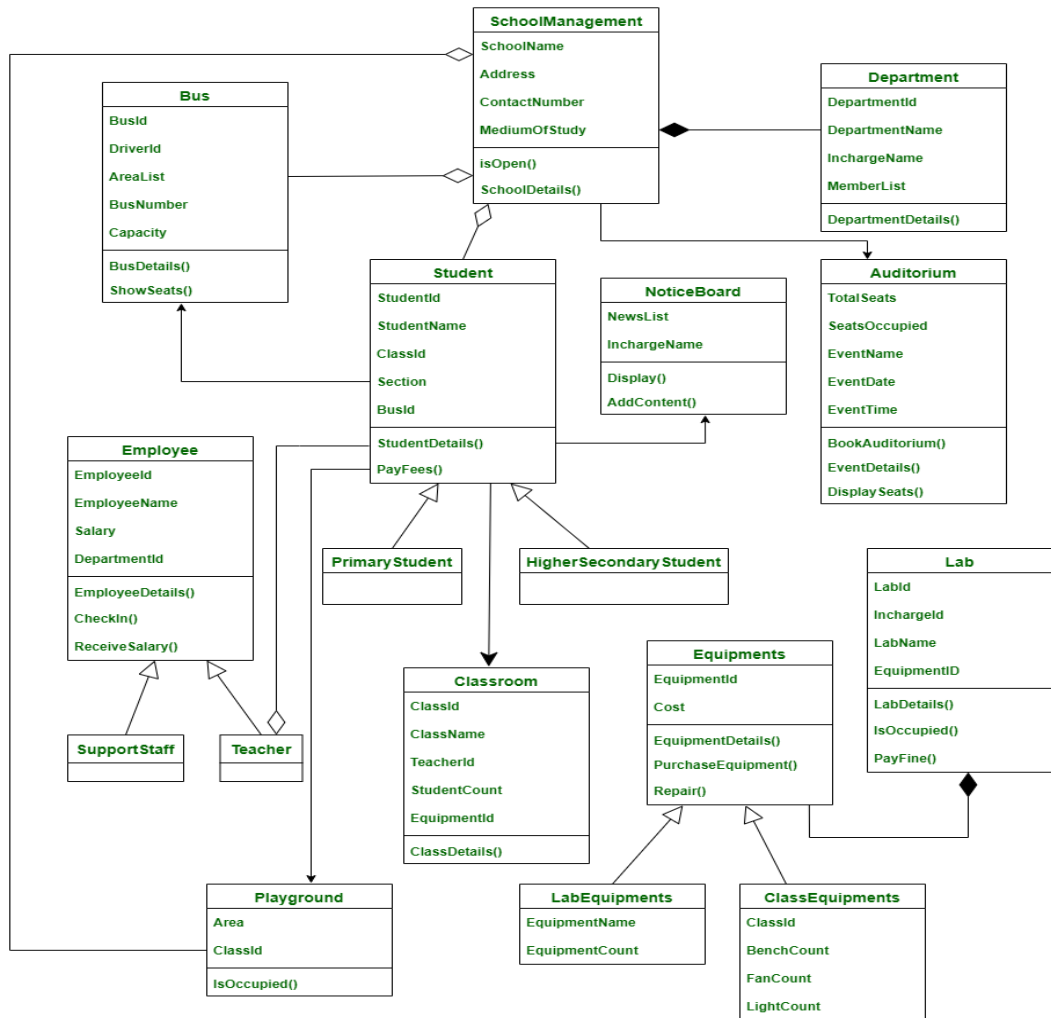 SchoolManagement
SchoolName
Address
ContactNumber
MediumOfStudy
isOpen()
SchoolDetails()
Department
DepartmentId
DepartmentName
InchargeName
MemberList
DepartmentDetails()
Bus
BusId
DriverId
AreaList
BusNumber
Capacity
BusDetails()
ShowSeats()
Student
StudentId
StudentName
ClassId
Section
BusId
StudentDetails()
PayFees()
NoticeBoard
NewsList
InchargeName
Display()
AddContent()
Auditorium
TotalSeats
SeatsOccupied
EventName
EventDate
EventTime
BookAuditorium()
EventDetails()
DisplaySeats()
Employee
EmployeeId
EmployeeName
Salary
DepartmentId
EmployeeDetails()
CheckIn()
ReceiveSalary()
PrimaryStudent
HigherSecondaryStudent
Lab
LabId
InchargeId
LabName
EquipmentID
LabDetails()
IsOccupied()
PayFine()
Equipments
EquipmentId
Cost
EquipmentDetails()
PurchaseEquipment()
Repair()
Classroom
ClassId
ClassName
TeacherId
StudentCount
EquipmentId
ClassDetails()
SupportStaff
Teacher
Playground
Area
ClassId
IsOccupied()
LabEquipments
EquipmentName
EquipmentCount
ClassEquipments
ClassId
BenchCount
FanCount
LightCount